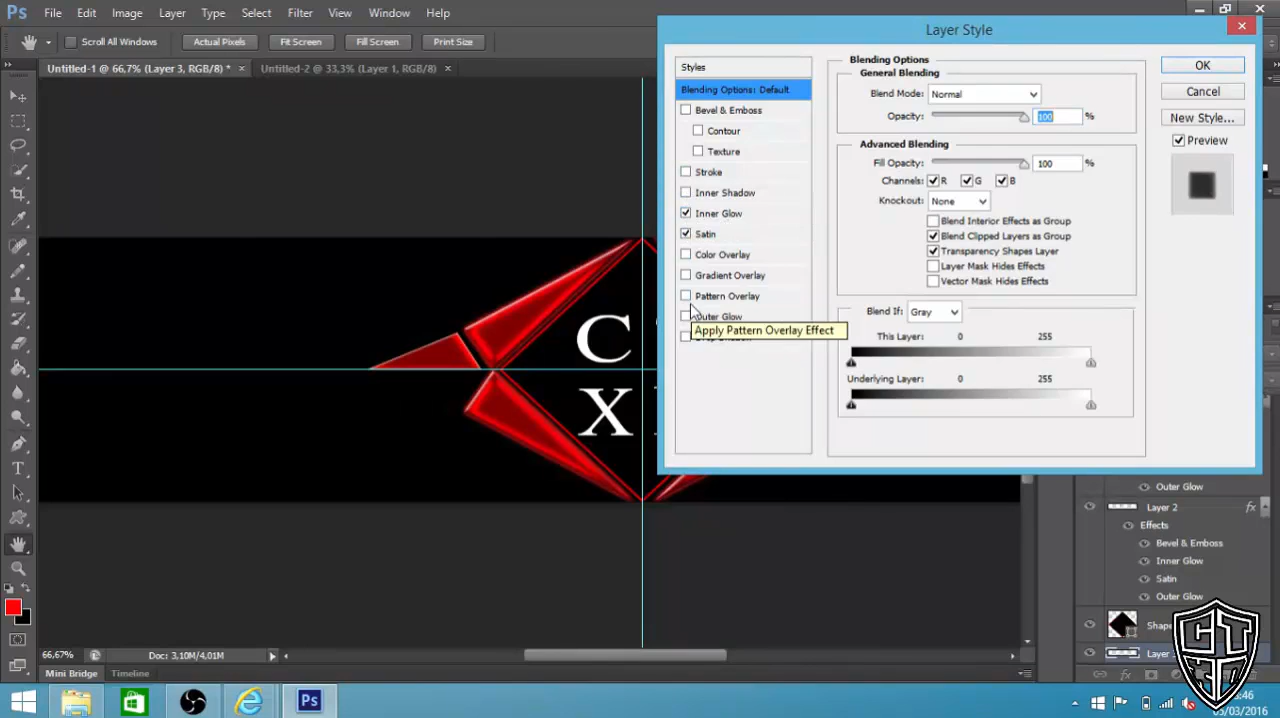 Ps File Edit Image Layer Type Select Filter View Window Help
Scroll All Windows Actual Pixels Fit Screen Fill Screen Print Size
Untitled-1 @ 66,7% (Layer 3, RGB/8) * × Untitled-2 @ 33,3% (Layer 1, RGB/8) ×
Layer Style
Styles
Blending Options: Default
Bevel & Emboss
Contour
Texture
Stroke
Inner Shadow
Inner Glow
Satin
Color Overlay
Gradient Overlay
Pattern Overlay
Outer Glow
Apply Pattern Overlay Effect
Blending Options
General Blending
Blend Mode: Normal
Opacity: 100 %
Advanced Blending
Fill Opacity: 100 %
Channels: R G B
Knockout: None
Blend Interior Effects as Group
Blend Clipped Layers as Group
Transparency Shapes Layer
Layer Mask Hides Effects
Vector Mask Hides Effects
Blend If: Gray
This Layer: 0 255
Underlying Layer: 0 255
OK
Cancel
New Style...
Preview
C
X
Outer Glow
Layer 2 fx
Effects
Bevel & Emboss
Inner Glow
Satin
Outer Glow
66,67% Doc: 3,10M/4,01M
Mini Bridge Timeline
Ps